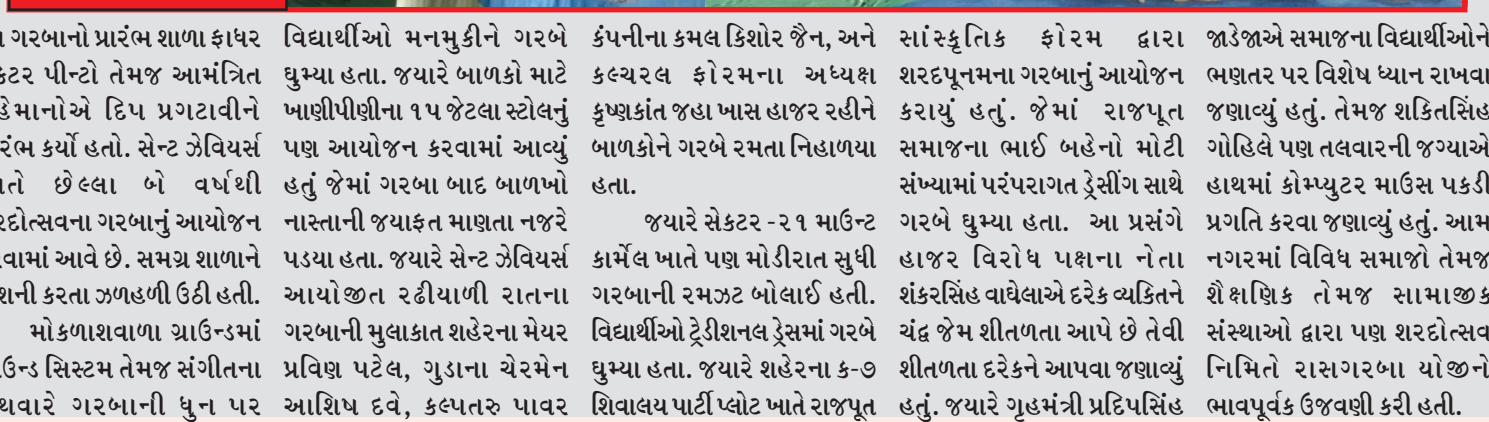 ગરબાનો પ્રારંભ શાળા ફાધર
પીન્ટો તેમજ આમંત્રિત
દિપ પ્રગટાવીને
કર્યો હતો. સેન્ટ ઝેવિયર્સ
છેલ્લા બે વર્ષથી
ગરબાનું આયોજન
આવે છે. સમગ્ર શાળાને
કરતા ઝળહળી ઉઠી હતી.
મોકળાશવાળા ગ્રાઉન્ડમાં
સિસ્ટમ તેમજ સંગીતના
ગરબાની ધુન પર
વિદ્યાર્થીઓ મનમુકીને ગરબે
ઘુમ્યા હતા. જયારે બાળકો માટે
ખાણીપીણીના ૧૫ જેટલા સ્ટોલનું
પણ આયોજન કરવામાં આવ્યું
હતું જેમાં ગરબા બાદ બાળખો
નાસ્તાની જયાફત માણતા નજરે
પડયા હતા. જયારે સેન્ટ ઝેવિયર્સ
આયોજીત રઢીયાળી રાતના
ગરબાની મુલાકાત શહેરના મેયર
પ્રવિણ પટેલ, ગુડાના ચેરમેન
આશિષ દવે, કલ્પતરુ પાવર
કંપનીના કમલ કિશોર જૈન, અને
કલ્ચરલ ફોરમના અધ્યક્ષ
કૃષ્ણકાંત જહા ખાસ હાજર રહીને
બાળકોને ગરબે રમતા નિહાળયા
હતા.
જયારે સેકટર -૨૧ માઉન્ટ
કાર્મેલ ખાતે પણ મોડીરાત સુધી
ગરબાની રમઝટ બોલાઈ હતી.
વિદ્યાર્થીઓ ટ્રેડીશનલ ડ્રેસમાં ગરબે
ઘુમ્યા હતા. જયારે શહેરના ક-૭
શિવાલય પાર્ટી પ્લોટ ખાતે રાજપૂત
સાંસ્કૃતિક ફોરમ દ્વારા
શરદપૂનમના ગરબાનું આયોજન
કરાયું હતું. જેમાં રાજપૂત
સમાજના ભાઈ બહેનો મોટી
સંખ્યામાં પરંપરાગત ડ્રેસીંગ સાથે
ગરબે ઘુમ્યા હતા. આ પ્રસંગે
હાજર વિરોધ પક્ષના નેતા
શંકરસિંહ વાઘેલાએ દરેક વ્યકિતને
ચંદ્ર જેમ શીતળતા આપે છે તેવી
શીતળતા દરેકને આપવા જણાવ્યું
હતું. જયારે ગૃહમંત્રી પ્રદિપસિંહ
જાડેજાએ સમાજના વિદ્યાર્થીઓને
ભણતર પર વિશેષ ધ્યાન રાખવા
જણાવ્યું હતું. તેમજ શકિતસિંહ
ગોહિલે પણ તલવારની જગ્યાએ
હાથમાં કોમ્પ્યુટર માઉસ પકડી
પ્રગતિ કરવા જણાવ્યું હતું. આમ
નગરમાં વિવિધ સમાજો તેમજ
શૈક્ષણિક તેમજ સામાજીક
સંસ્થાઓ દ્વારા પણ શરદોત્સવ
નિમિતે રાસગરબા યોજીનો
ભાવપૂર્વક ઉજવણી કરી હતી.